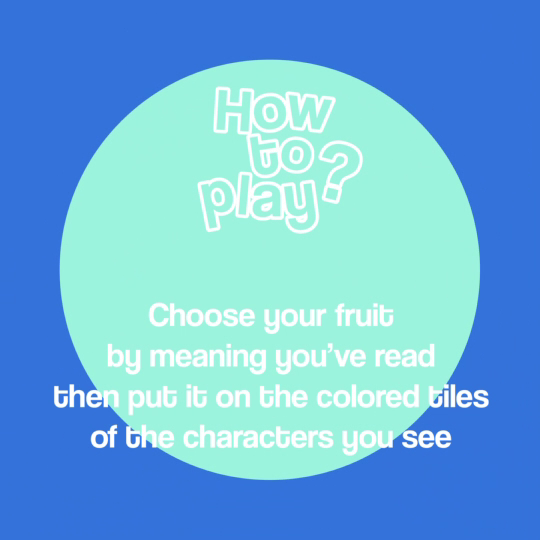 How
to
play?
Choose your fruit
by meaning you've read
then put it on the colored tiles
of the characters you see